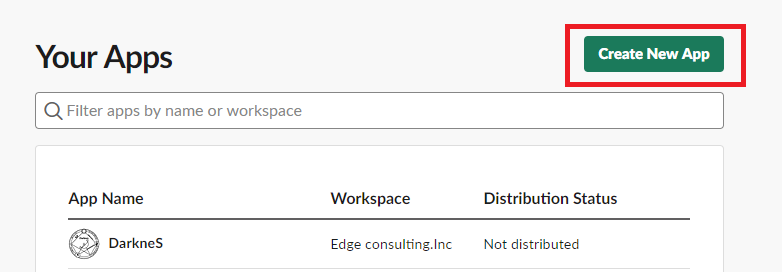 Your Apps
Create New App
Filter apps by name or workspace
App Name Workspace Distribution Status
DarkneS Edge consulting.Inc Not distributed